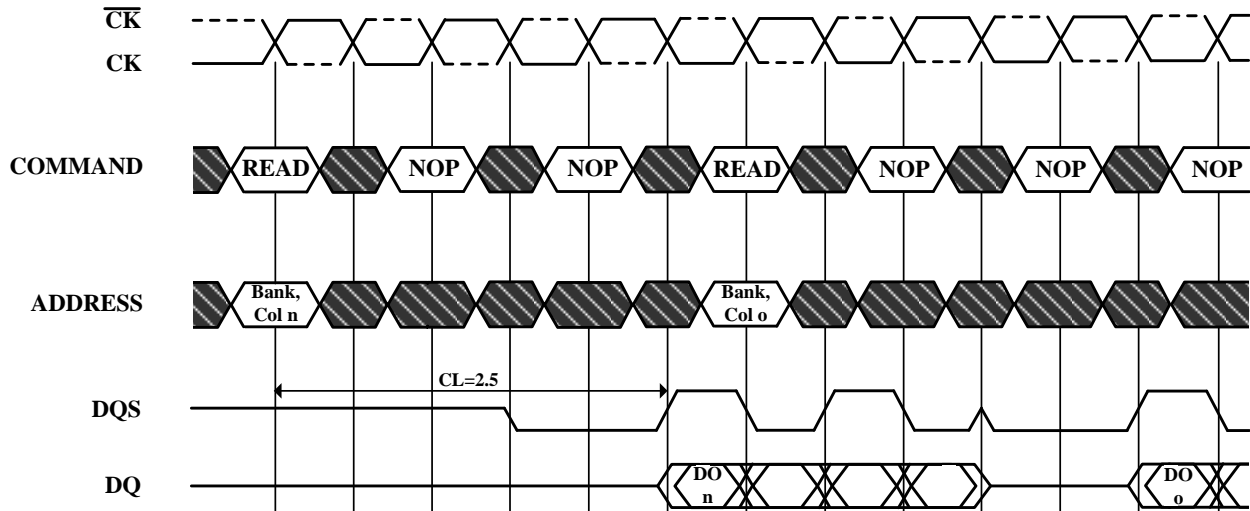 C̅K̅
CK
COMMAND READ NOP NOP READ NOP NOP NOP
ADDRESS Bank, Col n Bank, Col o
CL=2.5
DQS
DQ DO n DO o